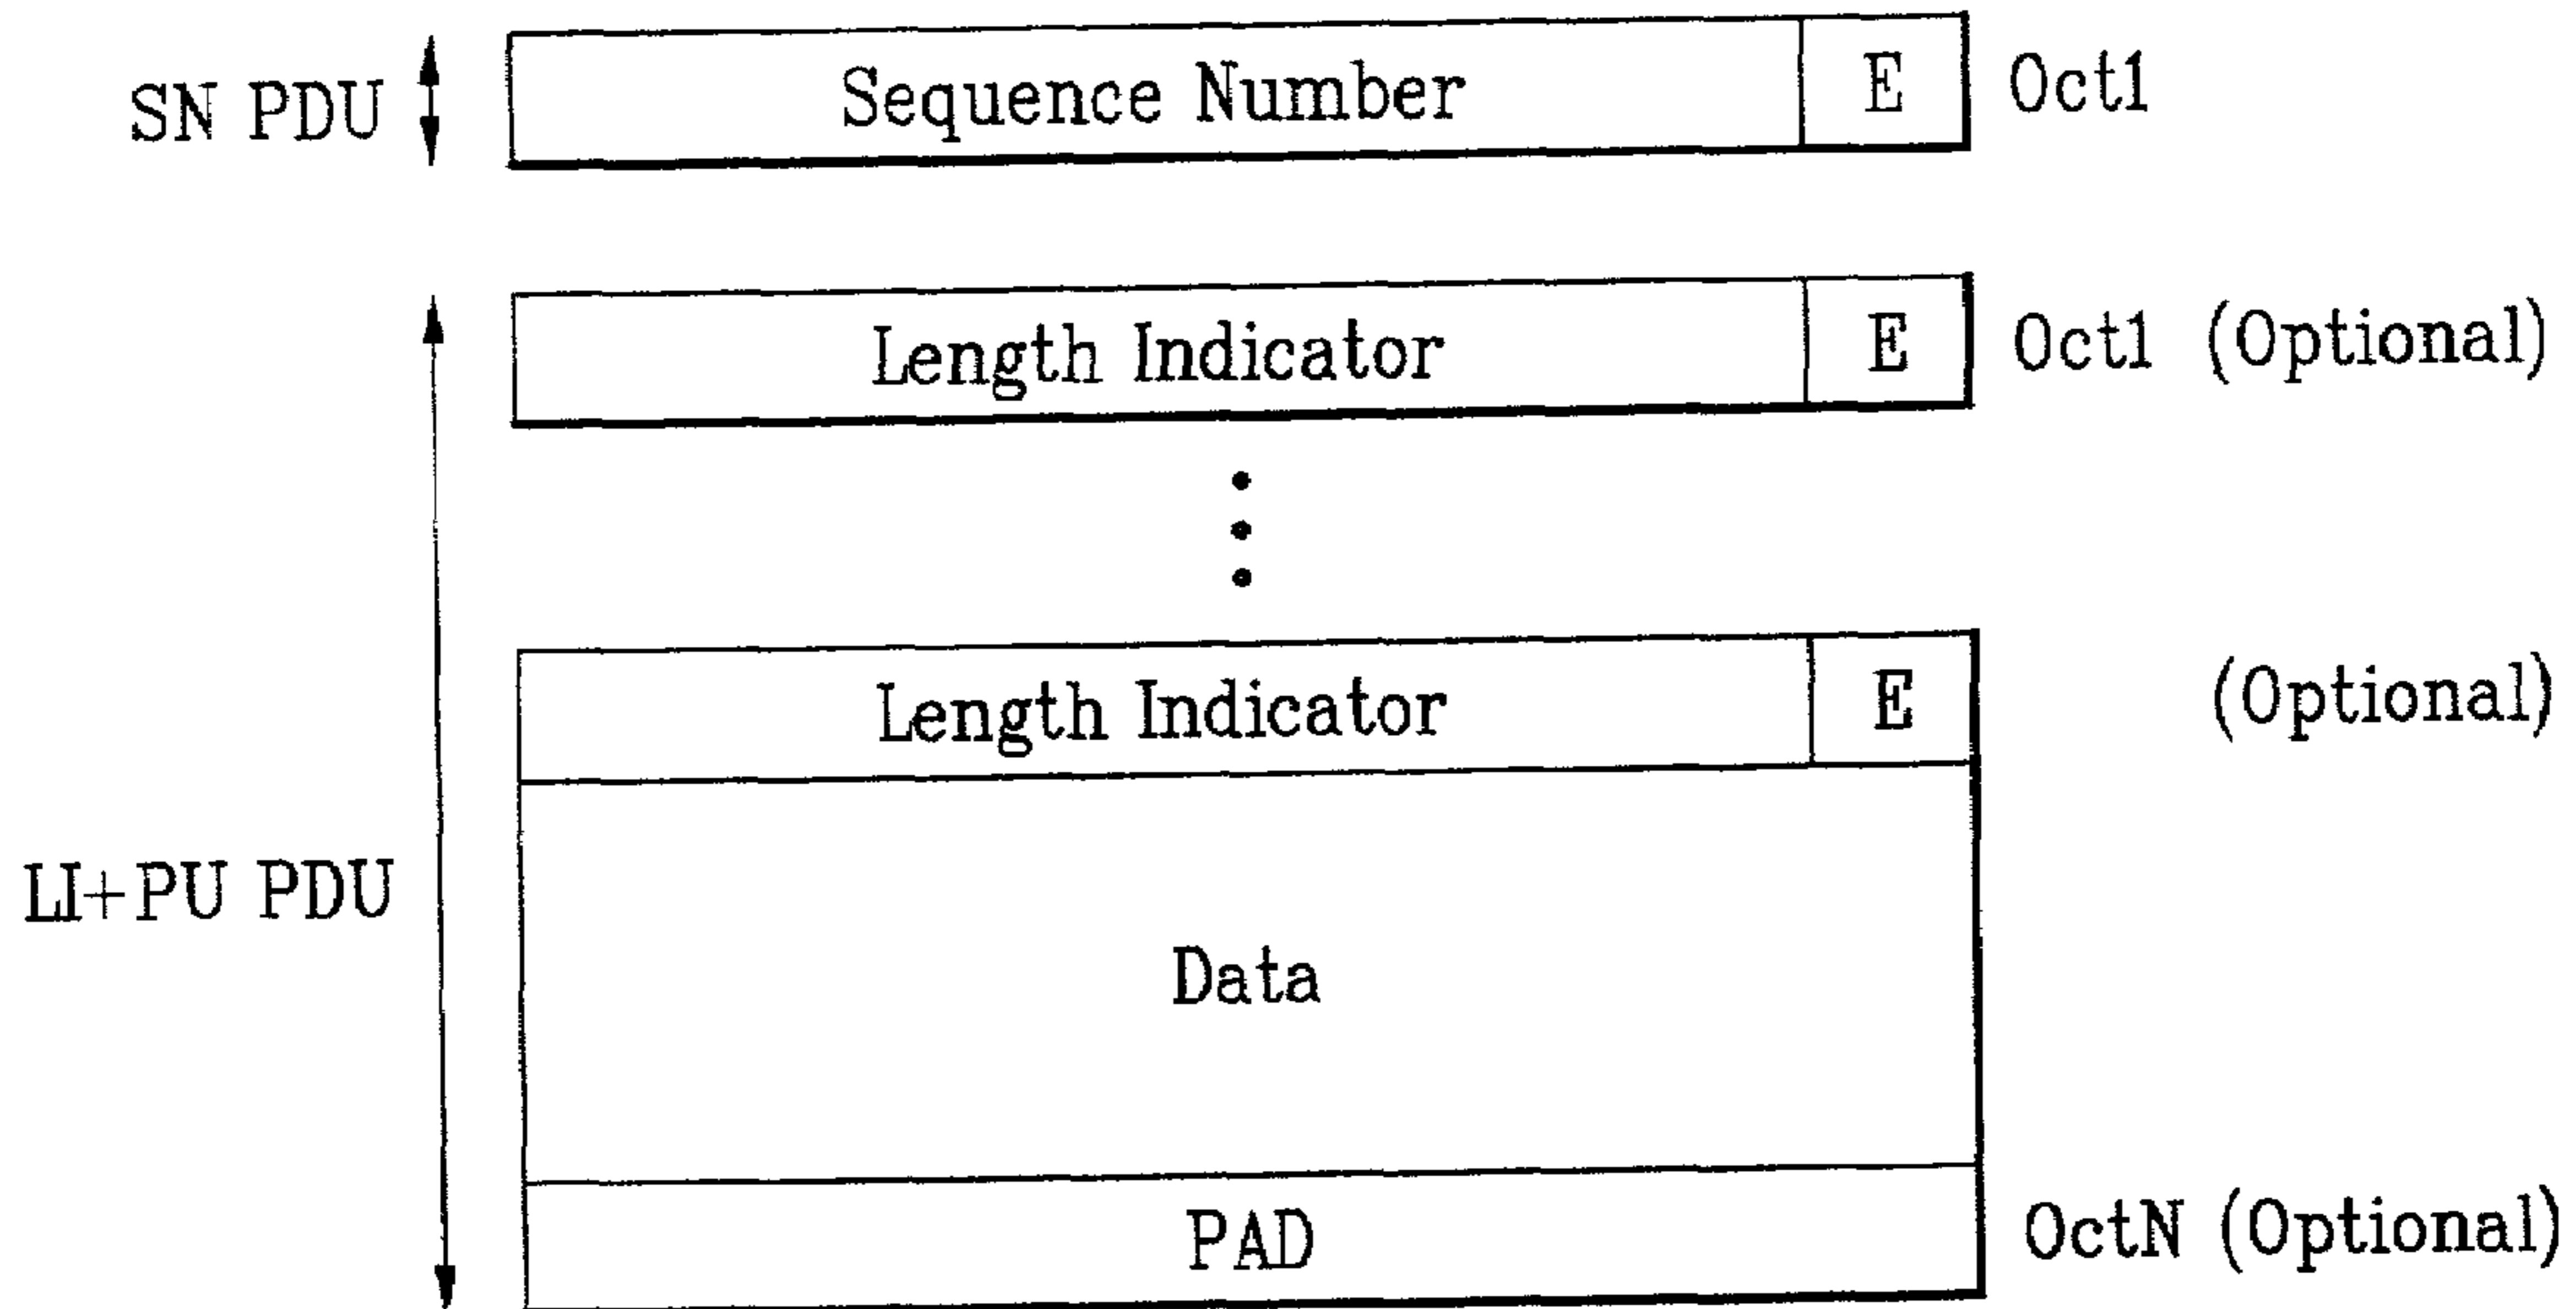 SN PDU Sequence Number E Oct1
Length Indicator E Oct1 (Optional)
Length Indicator E (Optional)
LI+PU PDU
Data
PAD OctN (Optional)